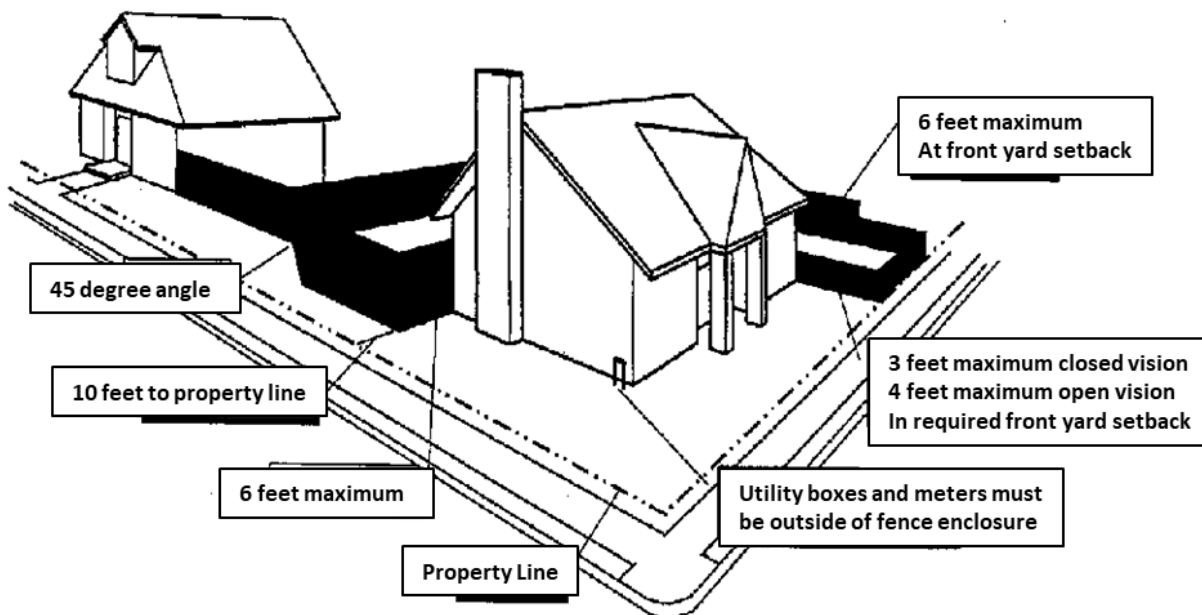 6 feet maximum
At front yard setback
45 degree angle
10 feet to property line
3 feet maximum closed vision
4 feet maximum open vision
In required front yard setback
6 feet maximum
Utility boxes and meters must
be outside of fence enclosure
Property Line